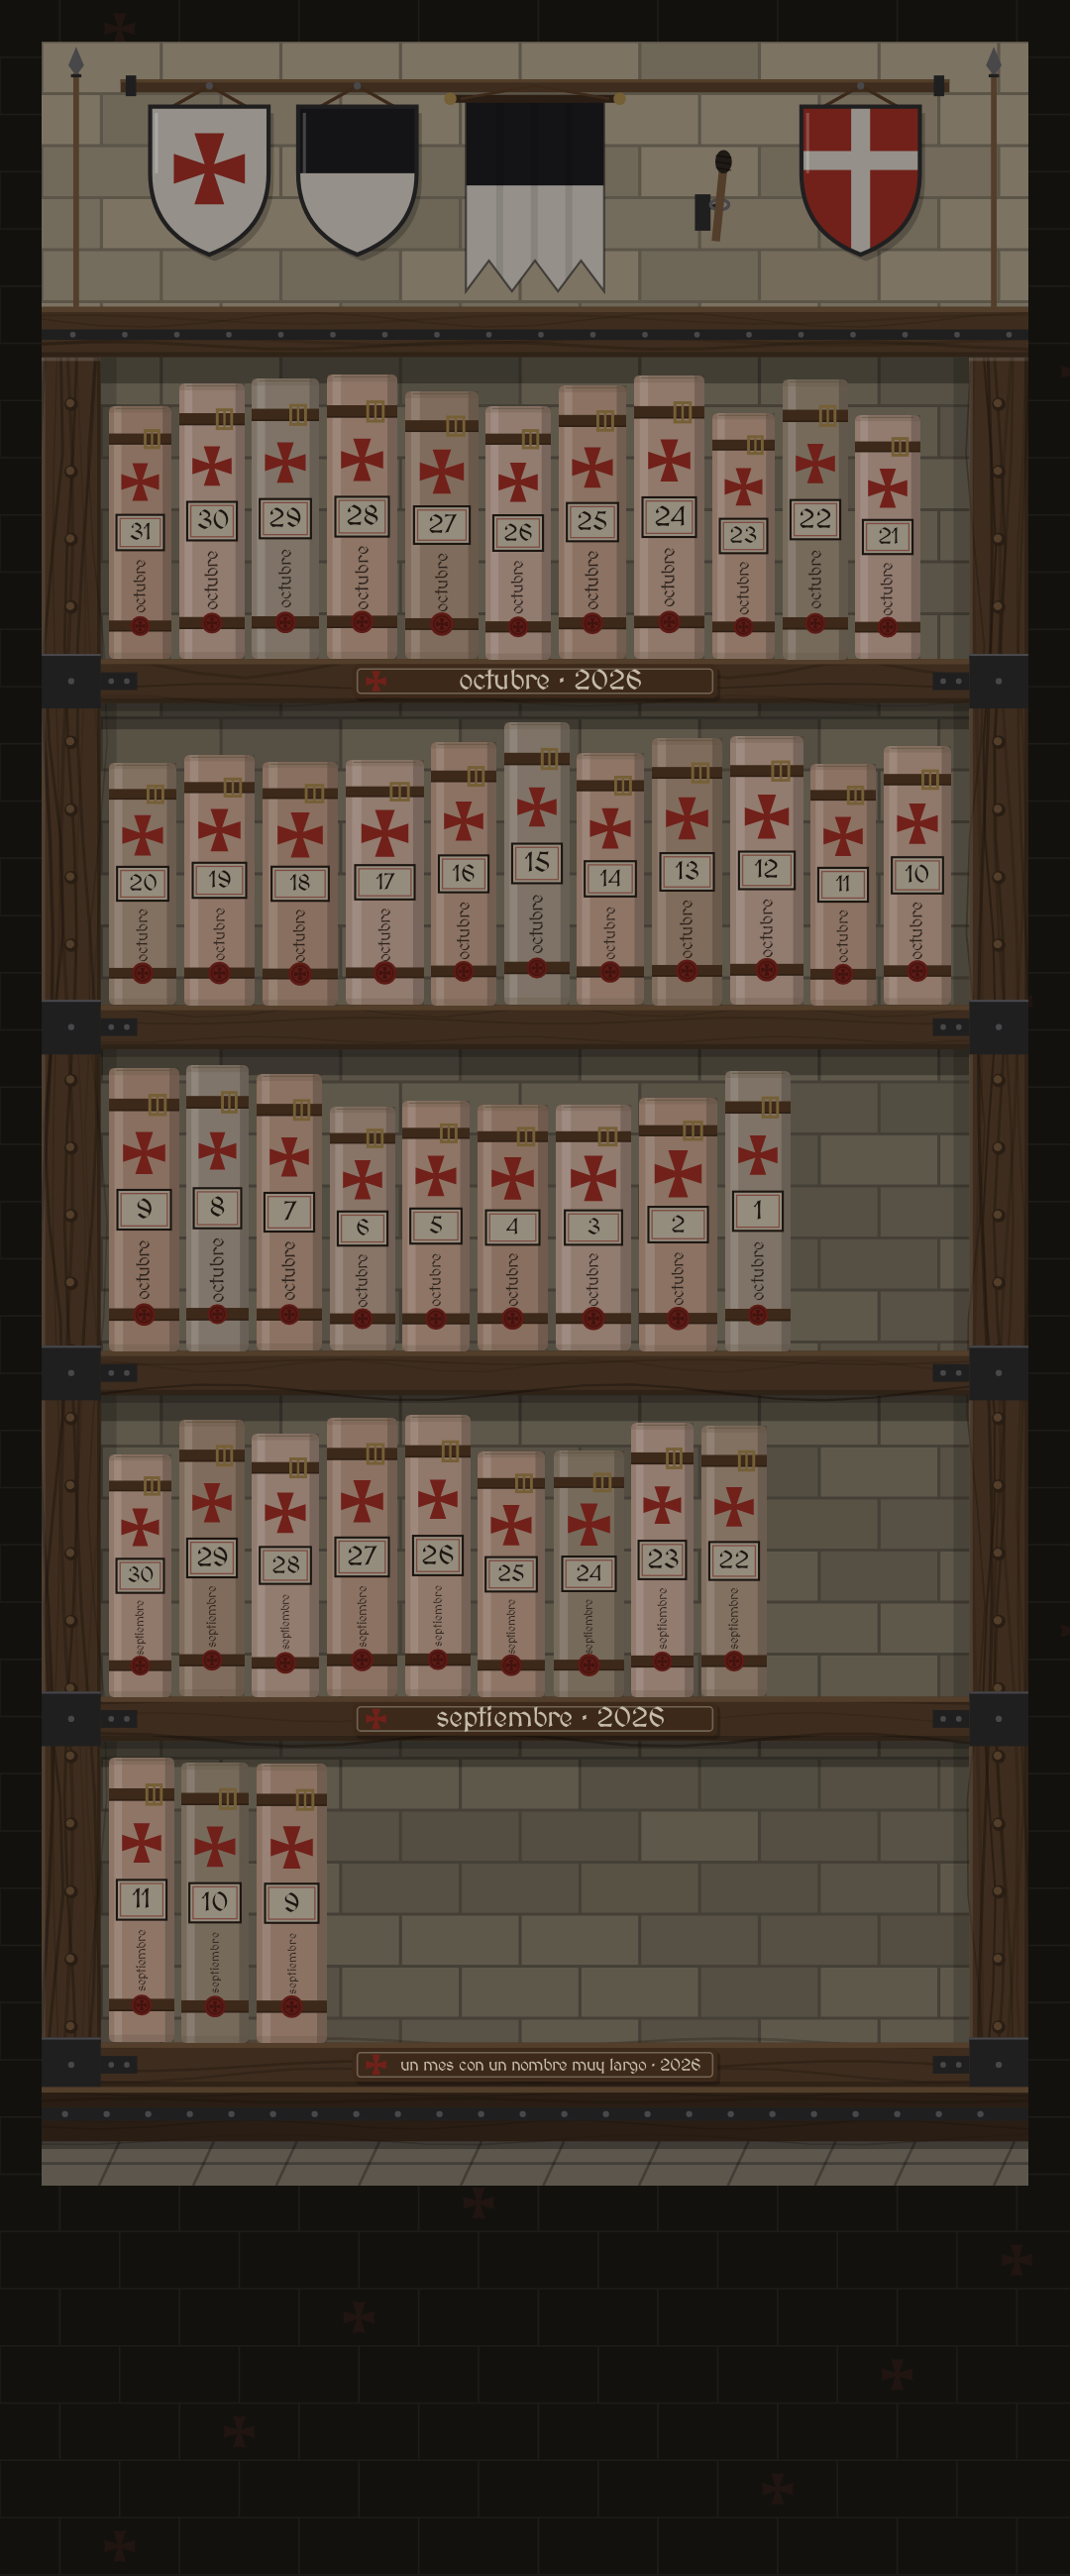 31 30 29 28 27 26 25 24 23 22 21
octubre octubre octubre octubre octubre octubre octubre octubre octubre octubre octubre
octubre · 2026
20 19 18 17 16 15 14 13 12 11 10
octubre octubre octubre octubre octubre octubre octubre octubre octubre octubre octubre
9 8 7 6 5 4 3 2 1
octubre octubre octubre octubre octubre octubre octubre octubre octubre
30 29 28 27 26 25 24 23 22
septiembre septiembre septiembre septiembre septiembre septiembre septiembre septiembre septiembre
septiembre · 2026
11 10 9
septiembre septiembre septiembre
un mes con un nombre muy largo · 2026